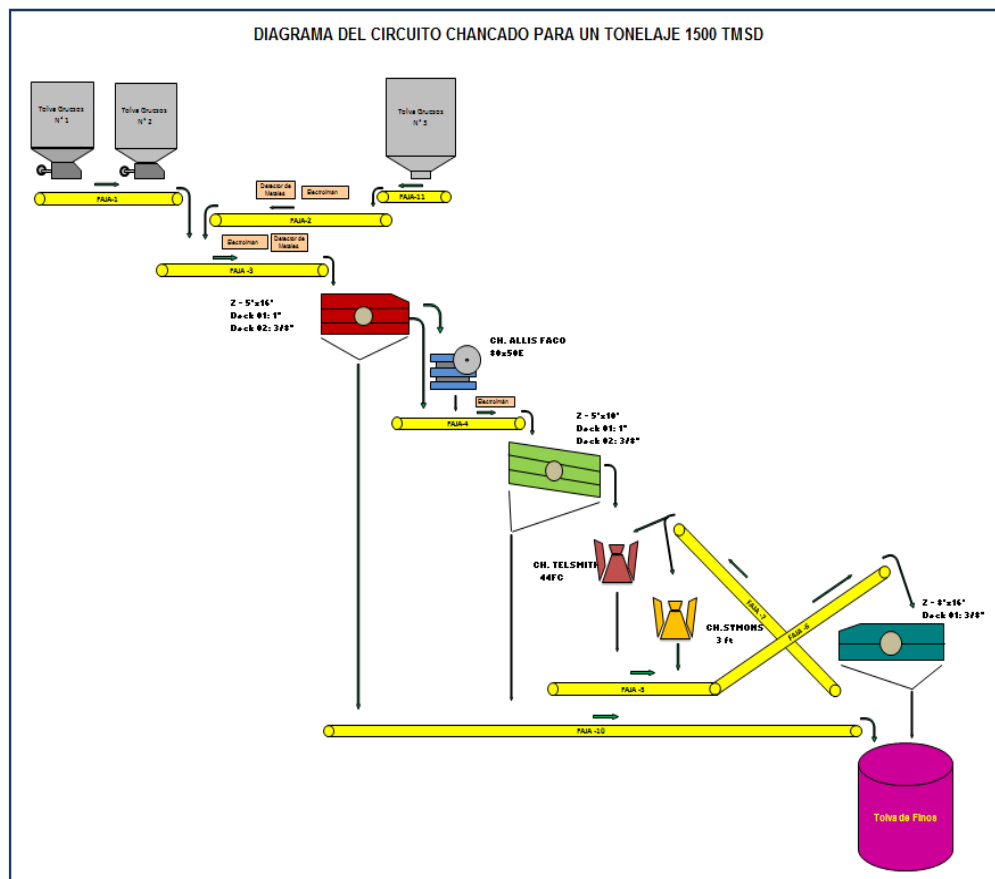 DIAGRAMA DEL CIRCUITO CHANCADO PARA UN TONELAJE 1500 TMSD
Tolva Gruesos
N° 1
Tolva Gruesos
N° 2
Tolva Gruesos
N° 3
FAJA-1
Detector de
Metales
Electroiman
FAJA-11
FAJA-2
Electroiman
Detector de
Metales
FAJA -3
Z - 5'x16'
Deck 01: 1"
Deck 02: 3/8"
CH. ALLIS FACO
80x50E
Electroimán
FAJA-4
Z - 5'x10'
Deck 01: 1"
Deck 02: 3/8"
CH. TELSMITH
44FC
CH.SYMONS
3 ft
FAJA -7
FAJA -6
Z - 8'x16'
Deck 01: 3/8"
FAJA -5
FAJA -10
Tolva de Finos